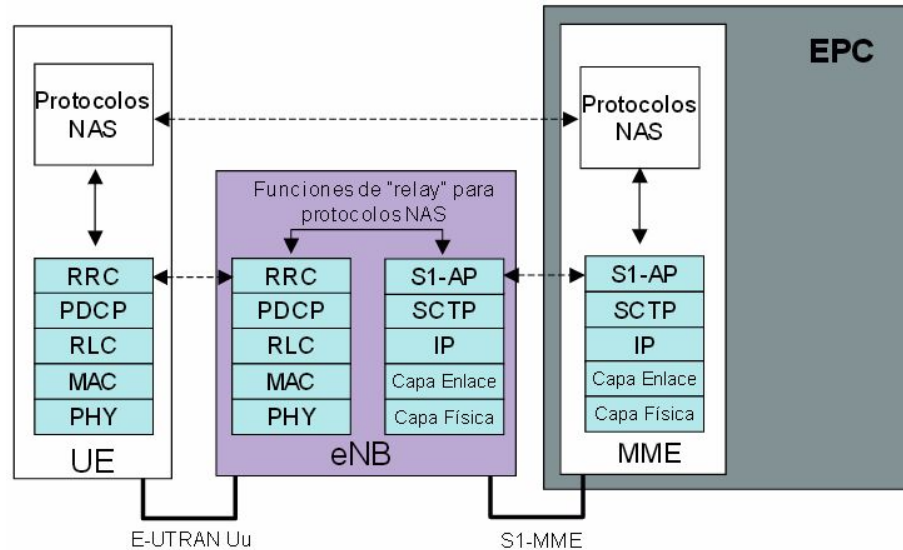 EPC
Protocolos
NAS
Protocolos
NAS
Funciones de "relay" para
protocolos NAS
RRC
PDCP
RLC
MAC
PHY
UE
RRC
PDCP
RLC
MAC
PHY
S1-AP
SCTP
IP
Capa Enlace
Capa Física
eNB
S1-AP
SCTP
IP
Capa Enlace
Capa Física
MME
E-UTRAN Uu
S1-MME